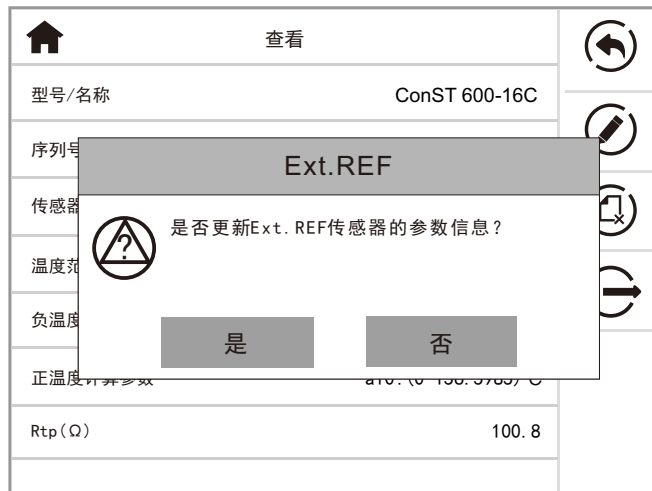 查看
型号/名称 ConST 600-16C
序列号
Ext.REF
传感器
是否更新Ext.REF传感器的参数信息？
温度范
负温度
是 否
正温度计算参数
Rtp(Ω) 100.8